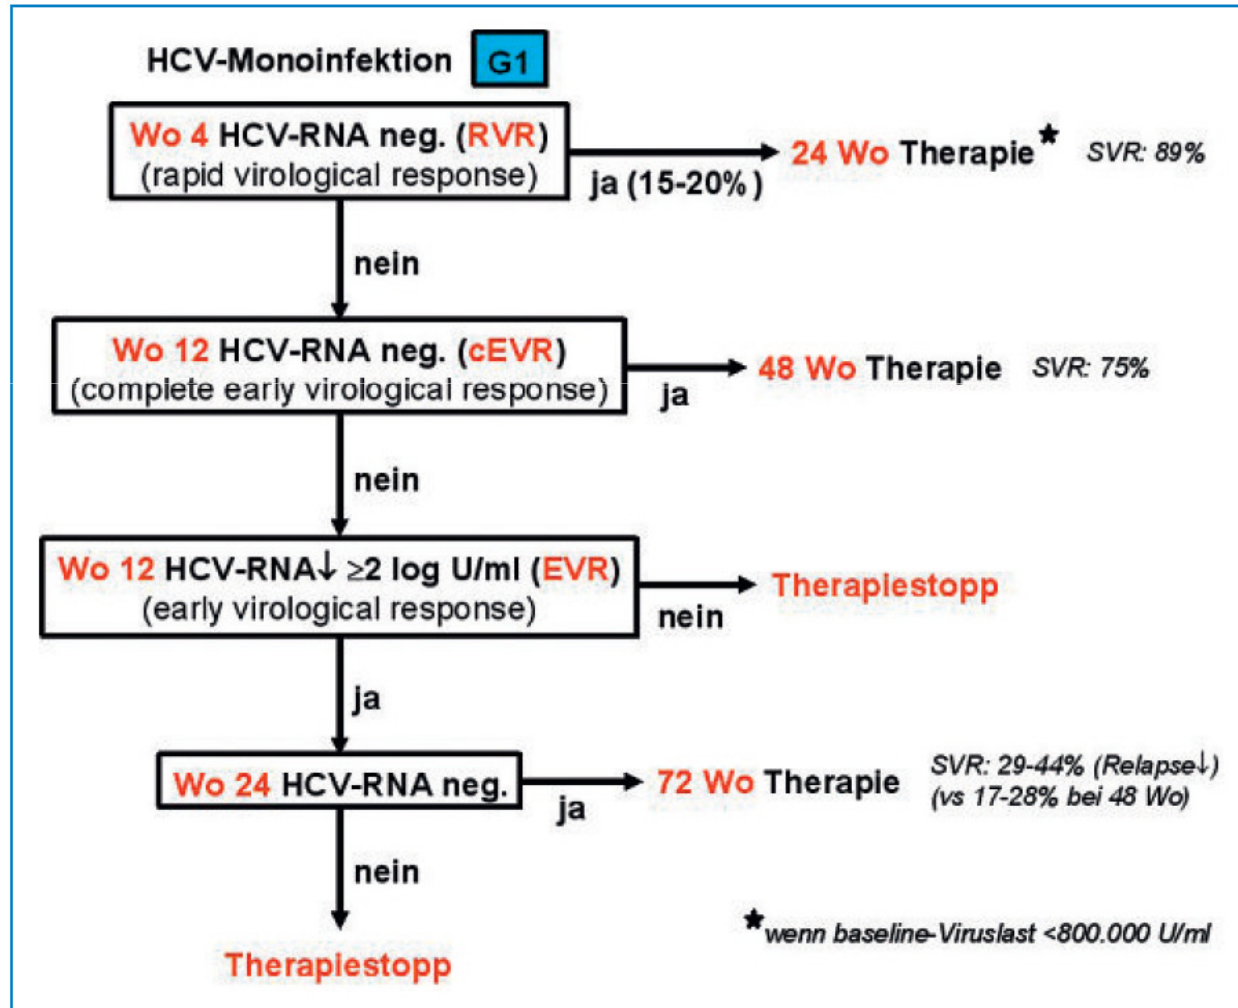 HCV-Monoinfektion G1
Wo 4 HCV-RNA neg. (RVR)
(rapid virological response)
ja (15-20%)
24 Wo Therapie* SVR: 89%
nein
Wo 12 HCV-RNA neg. (cEVR)
(complete early virological response)
ja
48 Wo Therapie SVR: 75%
nein
Wo 12 HCV-RNA↓ ≥2 log U/ml (EVR)
(early virological response)
nein
Therapiestopp
ja
Wo 24 HCV-RNA neg.
ja
72 Wo Therapie
SVR: 29-44% (Relapse↓)
(vs 17-28% bei 48 Wo)
nein
Therapiestopp
*wenn baseline-Viruslast <800.000 U/ml